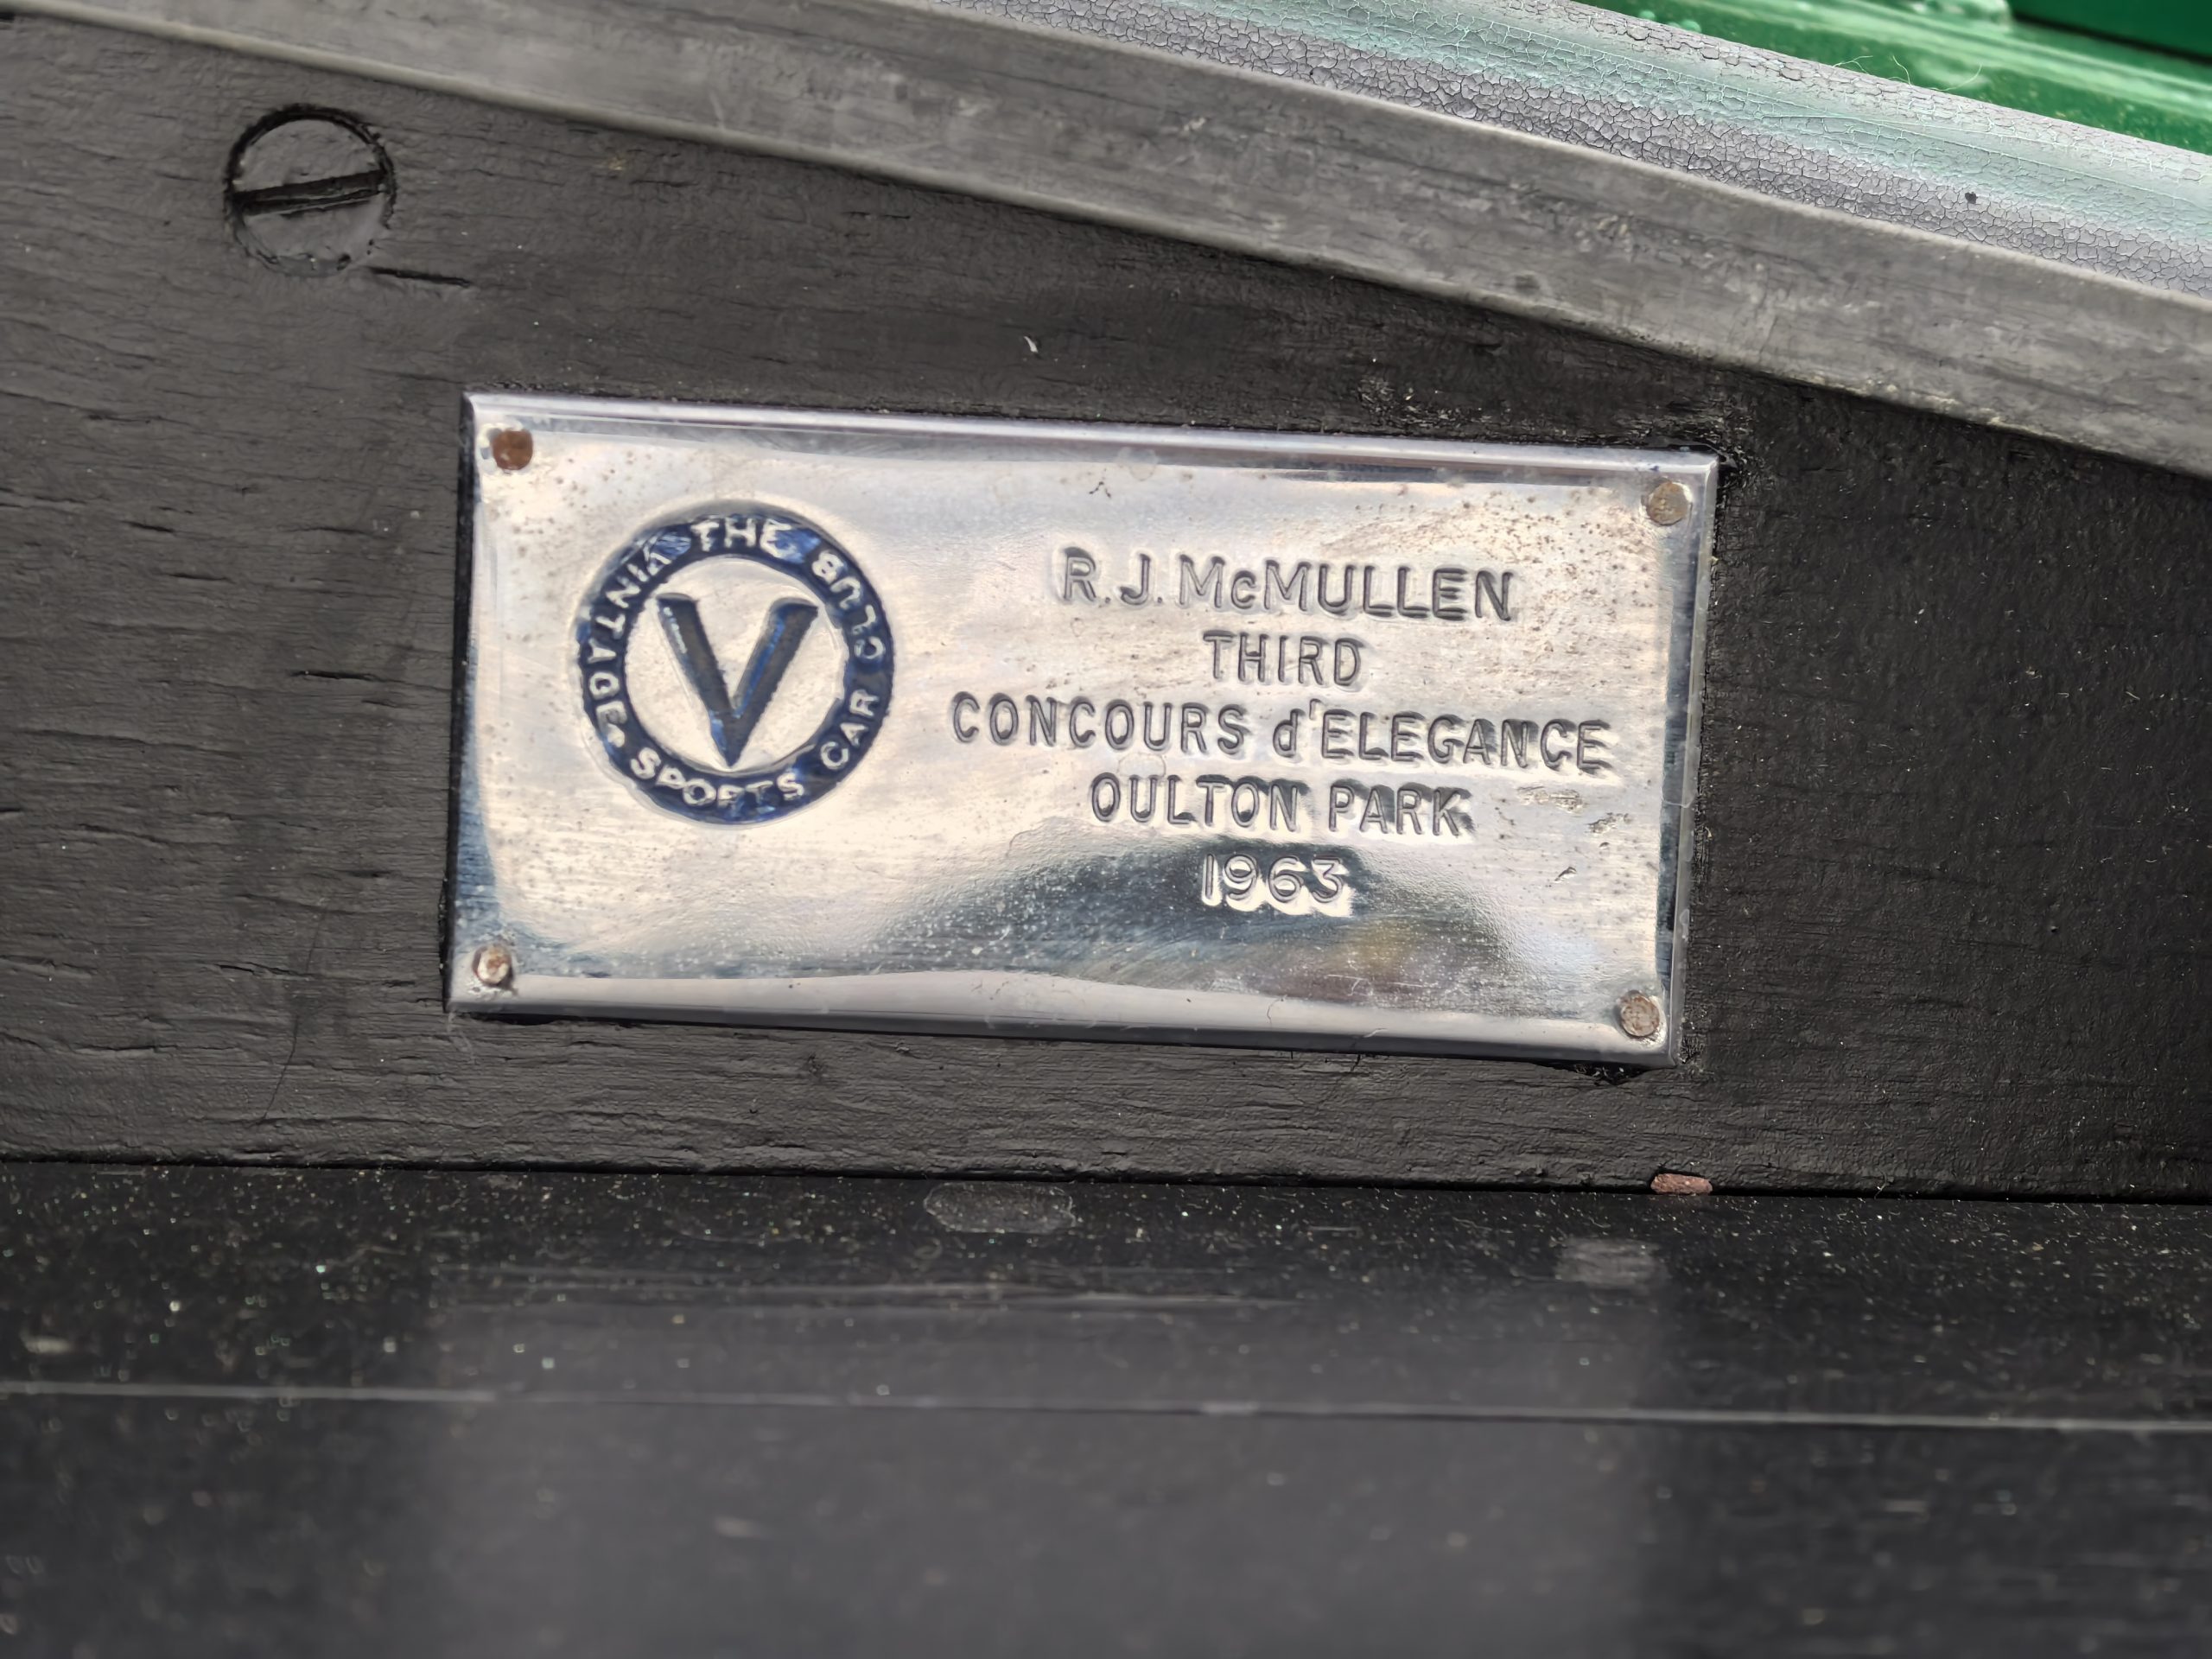 THE VINTAGE SPORTS CAR CLUB
V
R.J. McMULLEN
THIRD
CONCOURS d'ELEGANCE
OULTON PARK
1963